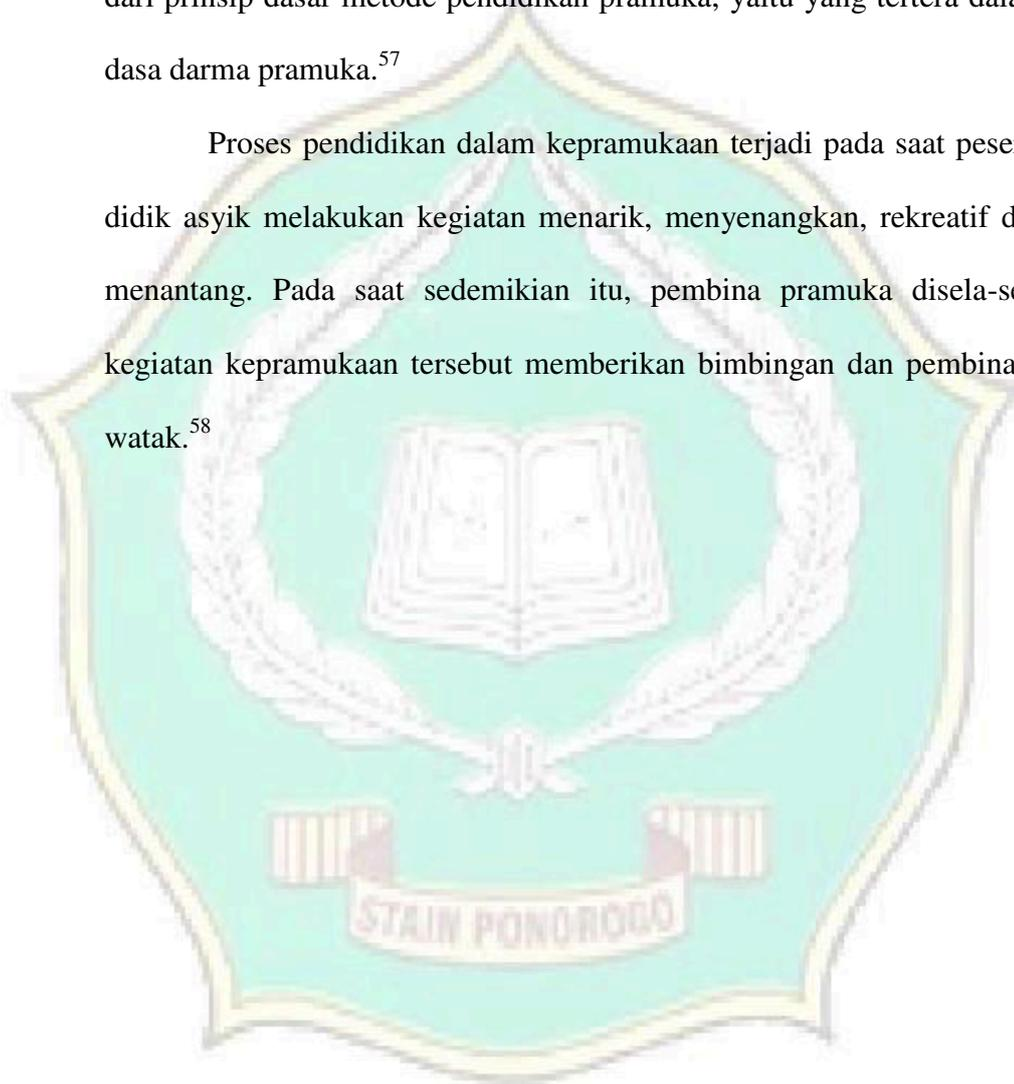 dari prinsip dasar metode pendidikan pramuka, yaitu yang tertera
dasa darma pramuka.57
Proses pendidikan dalam kepramukaan terjadi pada saat
didik asyik melakukan kegiatan menarik, menyenangkan, rekreatif
menantang. Pada saat sedemikian itu, pembina pramuka
kegiatan kepramukaan tersebut memberikan bimbingan dan
watak.58
STAIN PONOROGO